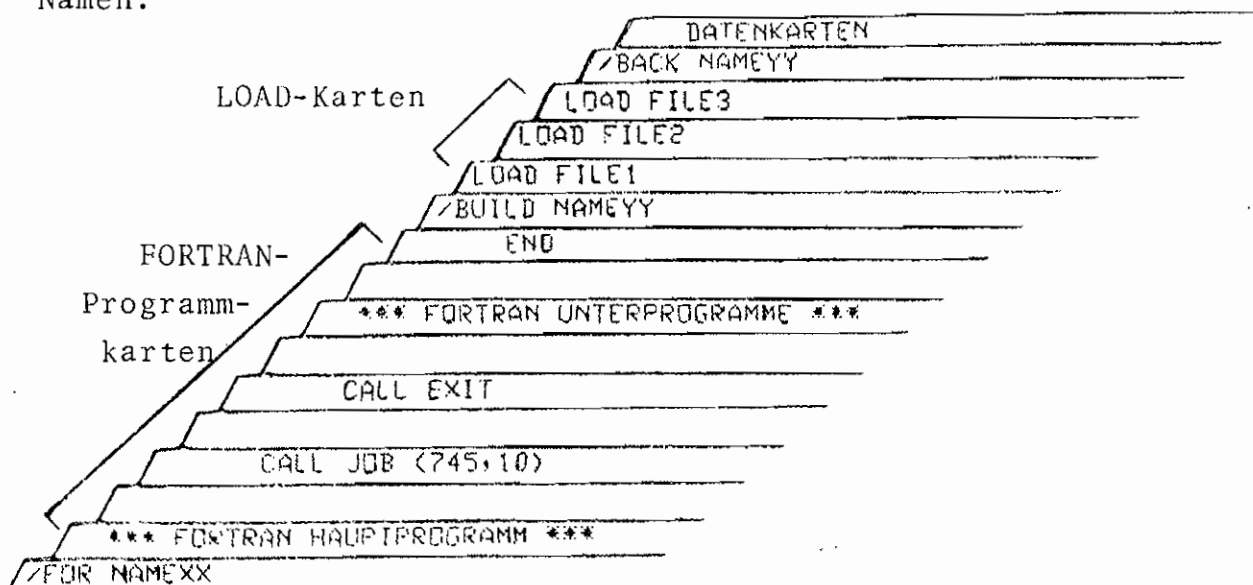 Namen.
DATENKARTEN
/BACK NAMEYY
LOAD-Karten
LOAD FILE3
LOAD FILE2
LOAD FILE1
/BUILD NAMEYY
END
FORTRAN-
Programm-
karten
*** FORTRAN UNTERPROGRAMME ***
CALL EXIT
CALL JOB (745,10)
*** FORTRAN HAUPTPROGRAMM ***
/FOR NAMEXX